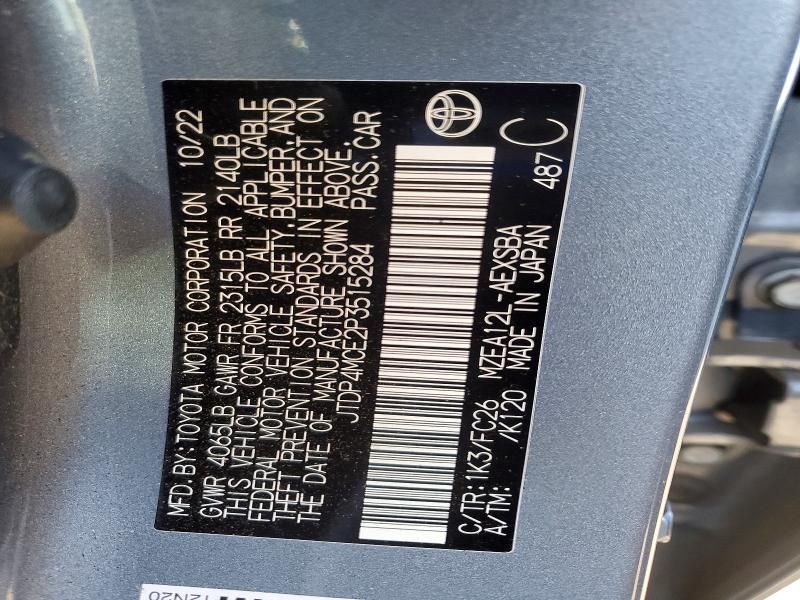 MFD.BY:TOYOTA MOTOR CORPORATION 10/22
GVWR 4065LB GAWR FR 2315LB RR 2140LB
THIS VEHICLE CONFORMS TO ALL APPLICABLE
FEDERAL MOTOR VEHICLE SAFETY,BUMPER,AND
THEFT PREVENTION STANDARDS IN EFFECT ON
THE DATE OF MANUFACTURE SHOWN ABOVE.
JTDP4MCE2P3515284 PASS.CAR
C/TR:1K3/FC26 MZEA12L-AEXSBA
A/TM: /K120 MADE IN JAPAN 487 C
12N20